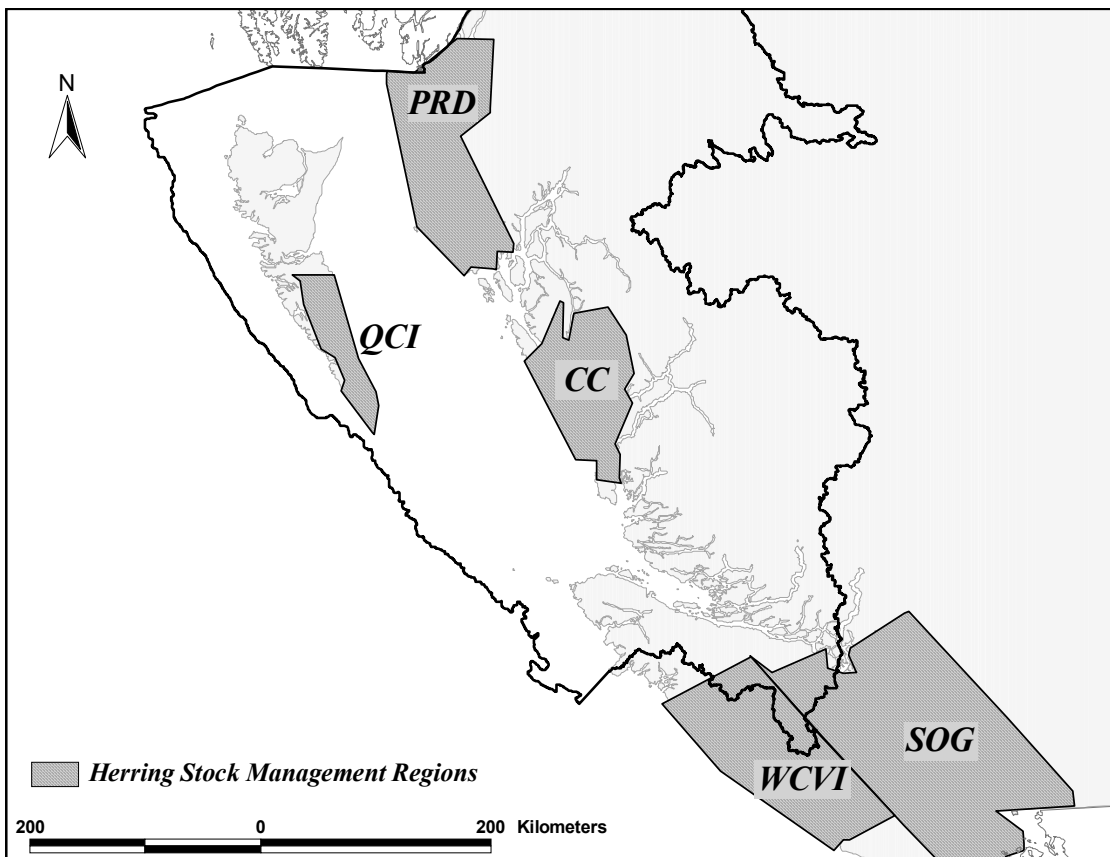 N
PRD
QCI
CC
SOG
WCVI
Herring Stock Management Regions
200 0 200 Kilometers